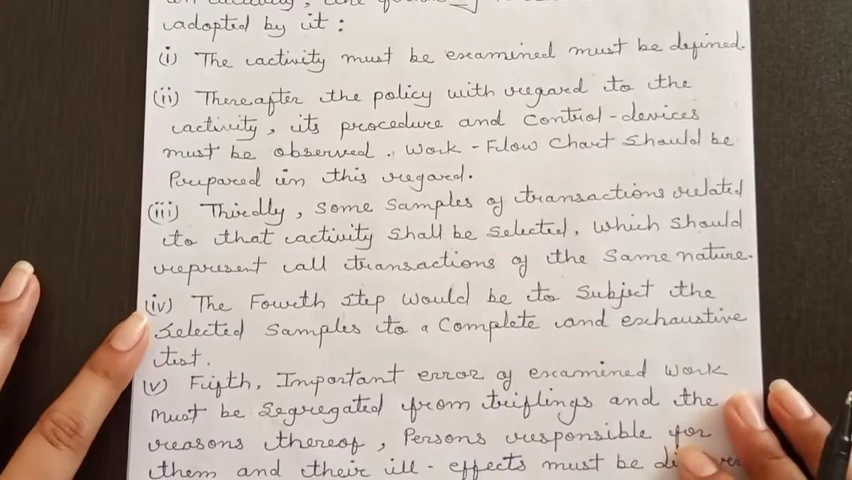 adopted by it :
(i) The activity must be examined must be defined.
(ii) Thereafter the policy with regard to the
activity, its procedure and Control-devices
must be observed. Work-Flow Chart should be
Prepared in this regard.
(iii) Thirdly, some samples of transactions related
to that activity shall be selected, which should
represent all transactions of the same nature.
(iv) The Fourth step would be to subject the
selected samples to a complete and exhaustive
test.
(v) Fifth, Important error of examined work
must be segregated from triflings and the
reasons thereof, Persons responsible for
them and their ill-effects must be